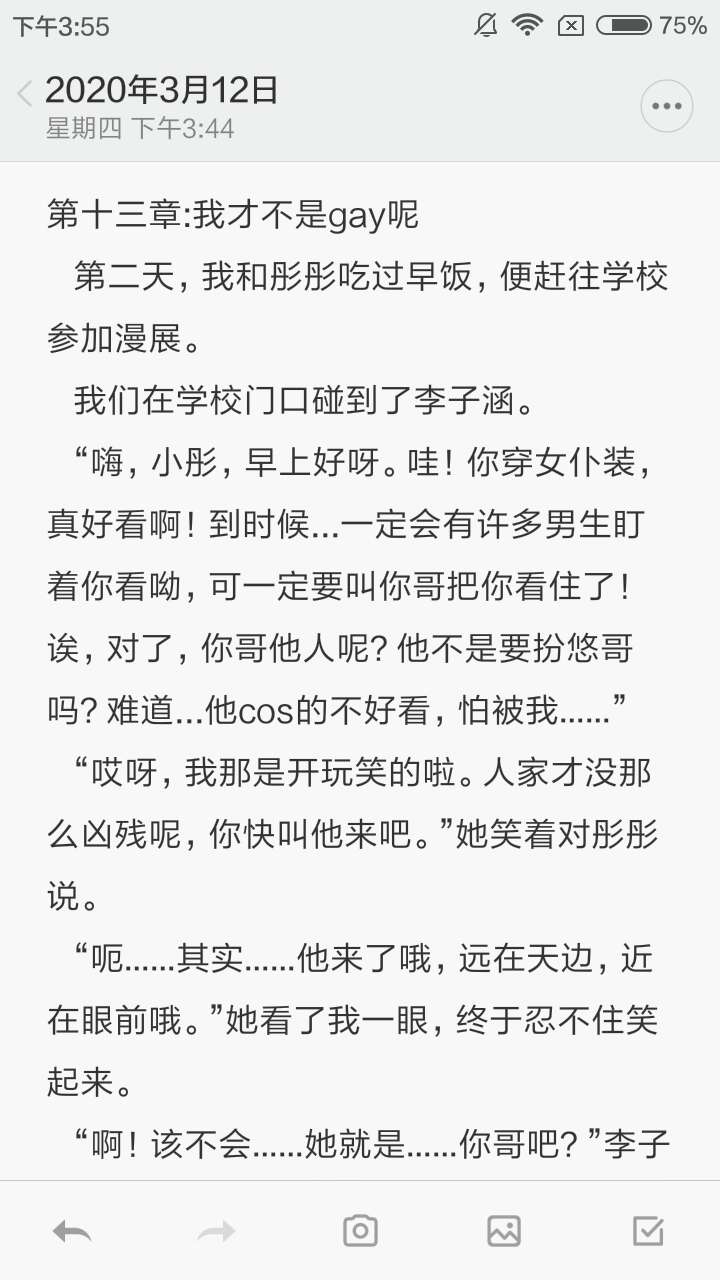 下午3:55
75%
2020年3月12日
星期四 下午3:44
第十三章:我才不是gay呢
第二天，我和彤彤吃过早饭，便赶往学校
参加漫展。
我们在学校门口碰到了李子涵。
“嗨，小彤，早上好呀。哇！你穿女仆装，
真好看啊！到时候...一定会有许多男生盯
着你看呦，可一定要叫你哥把你看住了！
诶，对了，你哥他人呢？他不是要扮悠哥
吗？难道...他cos的不好看，怕被我......”
“哎呀，我那是开玩笑的啦。人家才没那
么凶残呢，你快叫他来吧。”她笑着对彤彤
说。
“呃......其实......他来了哦，远在天边，近
在眼前哦。”她看了我一眼，终于忍不住笑
起来。
“啊！该不会......她就是......你哥吧？”李子